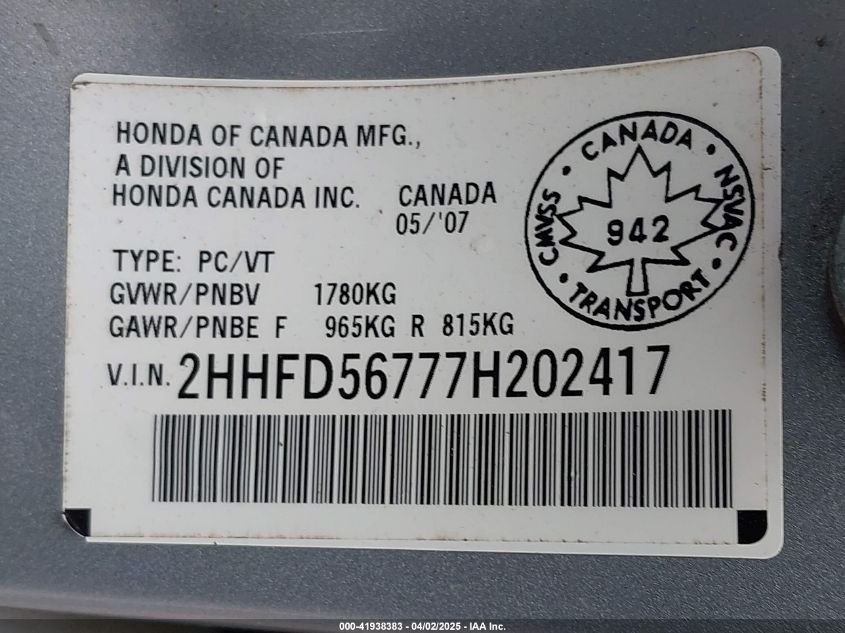 HONDA OF CANADA MFG.,
A DIVISION OF
HONDA CANADA INC. CANADA
05/'07
TYPE: PC/VT
GVWR/PNBV 1780KG
GAWR/PNBE F 965KG R 815KG
V.I.N. 2HHFD56777H202417
CANADA • NSVAC • TRANSPORT • CMVSS •
942
000-41938383 | 04/02/2025 - IAA Inc.